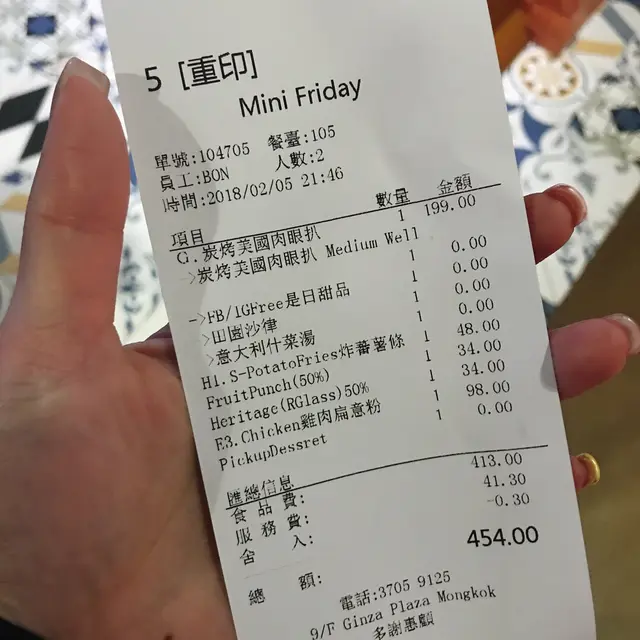 5 [重印]
Mini Friday
單號:104705 餐臺:105
員工:BON 人數:2
時間:2018/02/05 21:46
項目 數量 金額
G.炭烤美國肉眼扒 1 199.00
->炭烤美國肉眼扒 Medium Well 1 0.00
->FB/IGFree是日甜品 1 0.00
>田園沙律 1 0.00
>意大利什菜湯 1 0.00
H1.S-PotatoFries炸蕃薯條 1 48.00
FruitPunch(50%) 1 34.00
Heritage(RGlass)50% 1 34.00
E3.Chicken雞肉扁意粉 1 98.00
PickupDessret 1 0.00
匯總信息
食品費: 413.00
服務費: 41.30
舍入: -0.30
總額: 454.00
電話:3705 9125
9/F Ginza Plaza Mongkok
多謝惠顧